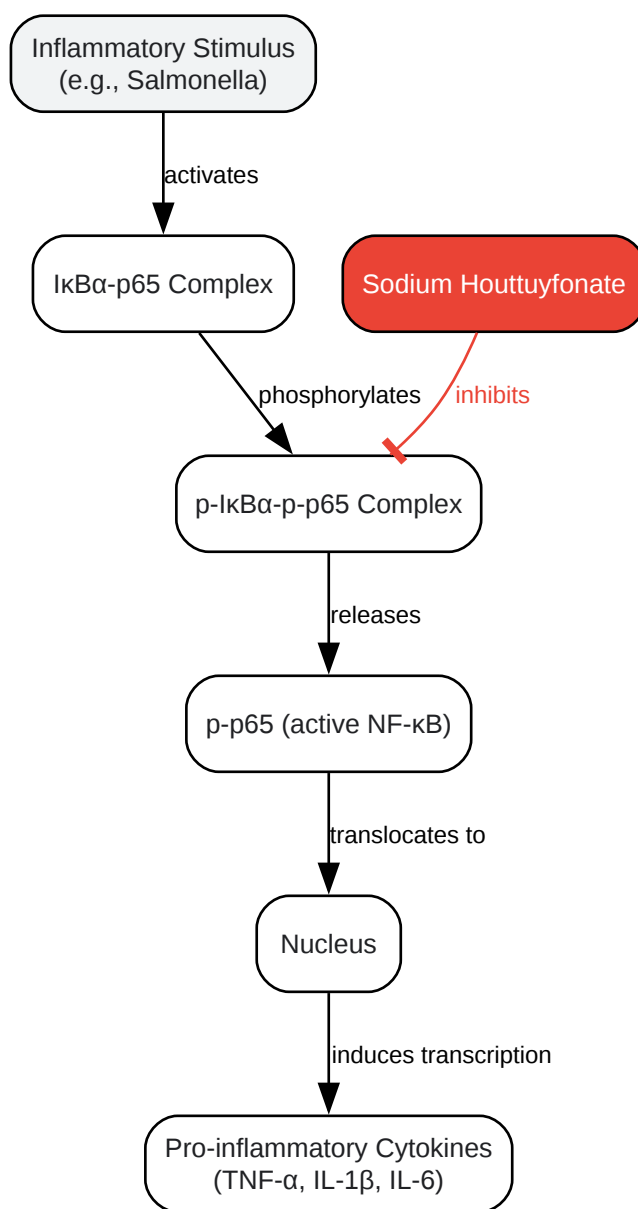 Inflammatory Stimulus
(e.g., Salmonella)
activates
IκBα-p65 Complex
Sodium Houttuyfonate
phosphorylates
inhibits
p-IκBα-p-p65 Complex
releases
p-p65 (active NF-κB)
translocates to
Nucleus
induces transcription
Pro-inflammatory Cytokines
(TNF-α, IL-1β, IL-6)